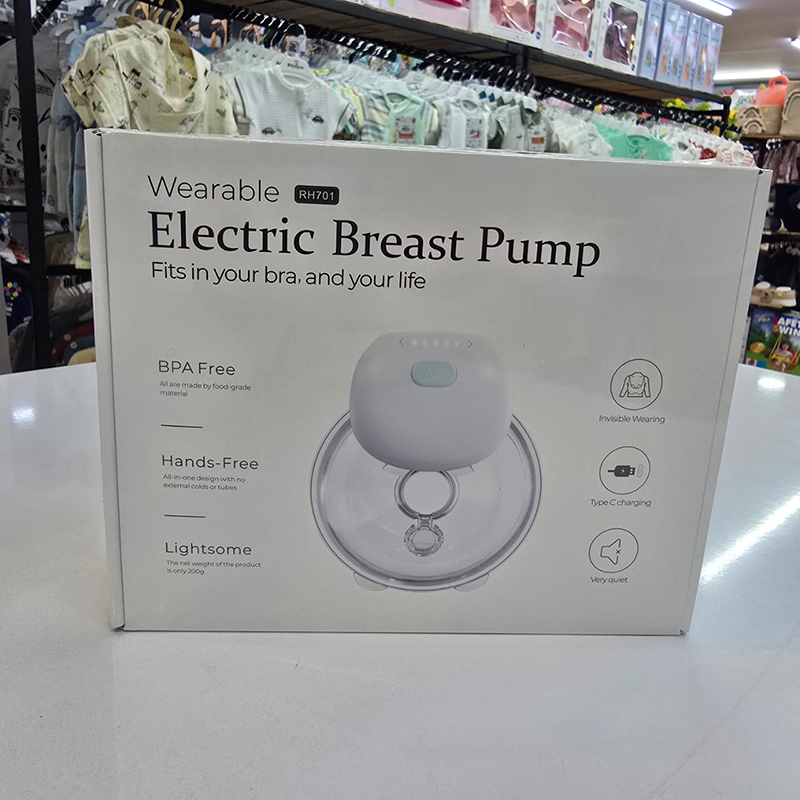 Wearable RH701
Electric Breast Pump
Fits in your bra, and your life
BPA Free
All are made by food-grade
material
Hands-Free
All-in-one design with no
external colds or tubes
Lightsome
The net weight of the product
is only 200g
Invisible Wearing
Type C charging
Very quiet